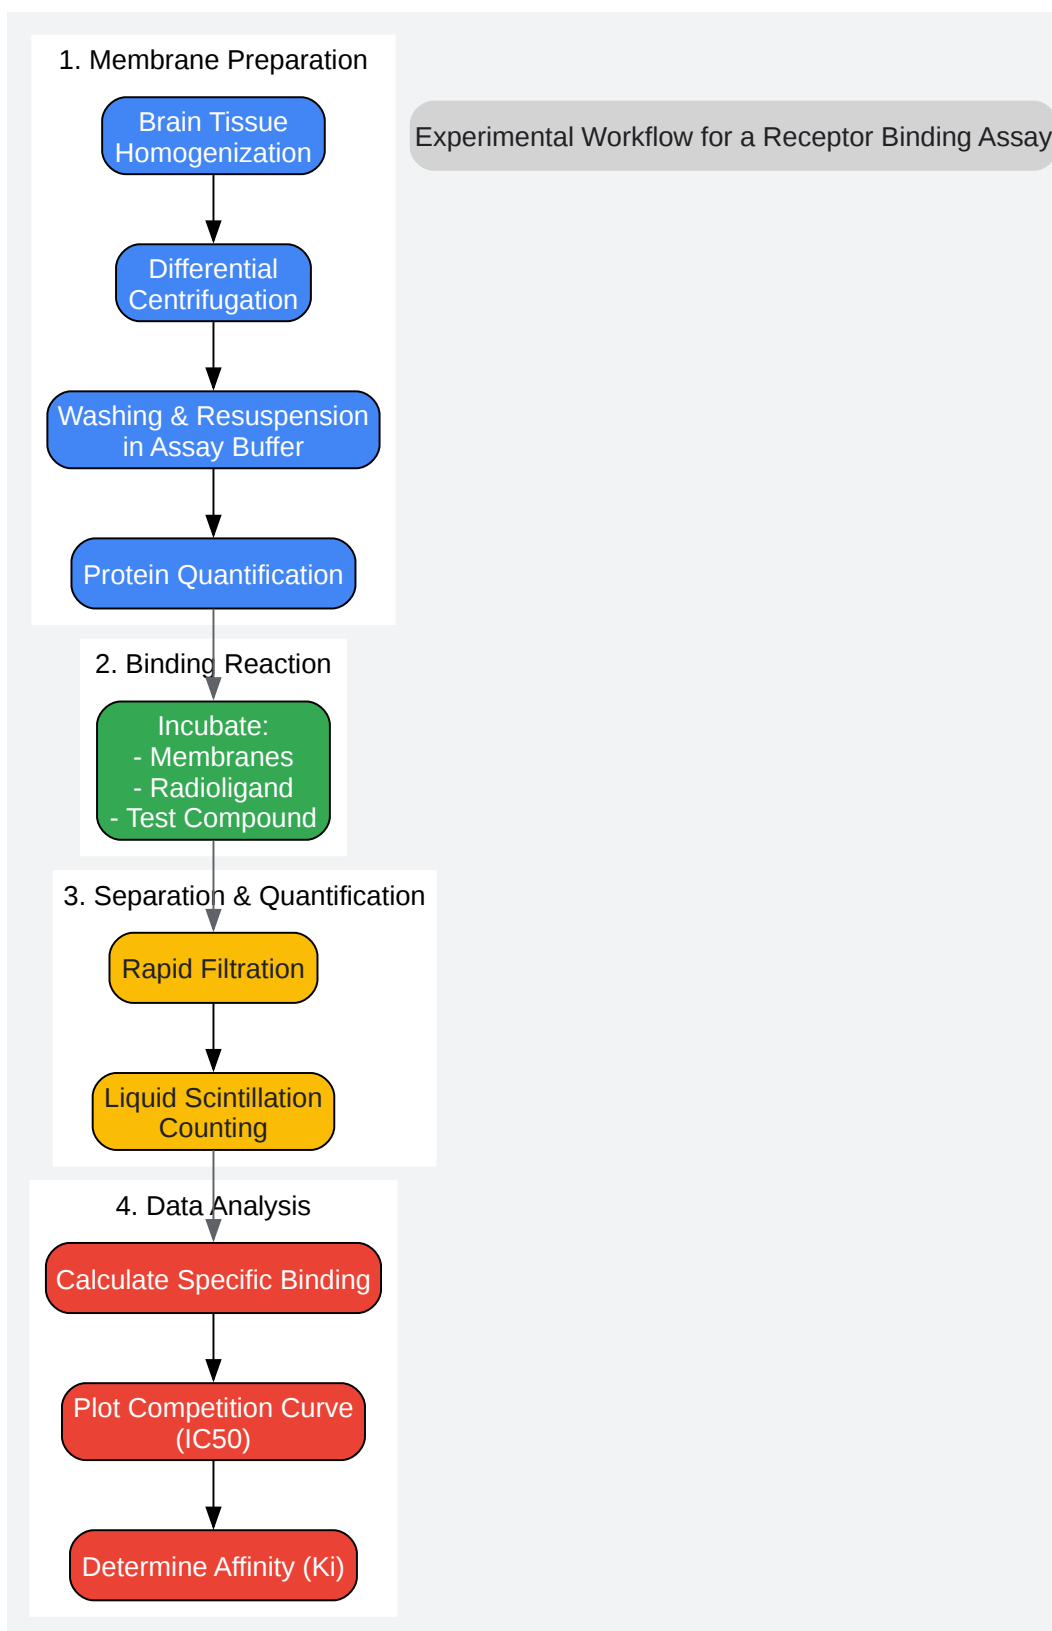 1. Membrane Preparation
Brain Tissue
Homogenization
Experimental Workflow for a Receptor Binding Assay
Differential
Centrifugation
Washing & Resuspension
in Assay Buffer
Protein Quantification
2. Binding Reaction
Incubate:
- Membranes
- Radioligand
- Test Compound
3. Separation & Quantification
Rapid Filtration
Liquid Scintillation
Counting
4. Data Analysis
Calculate Specific Binding
Plot Competition Curve
(IC50)
Determine Affinity (Ki)